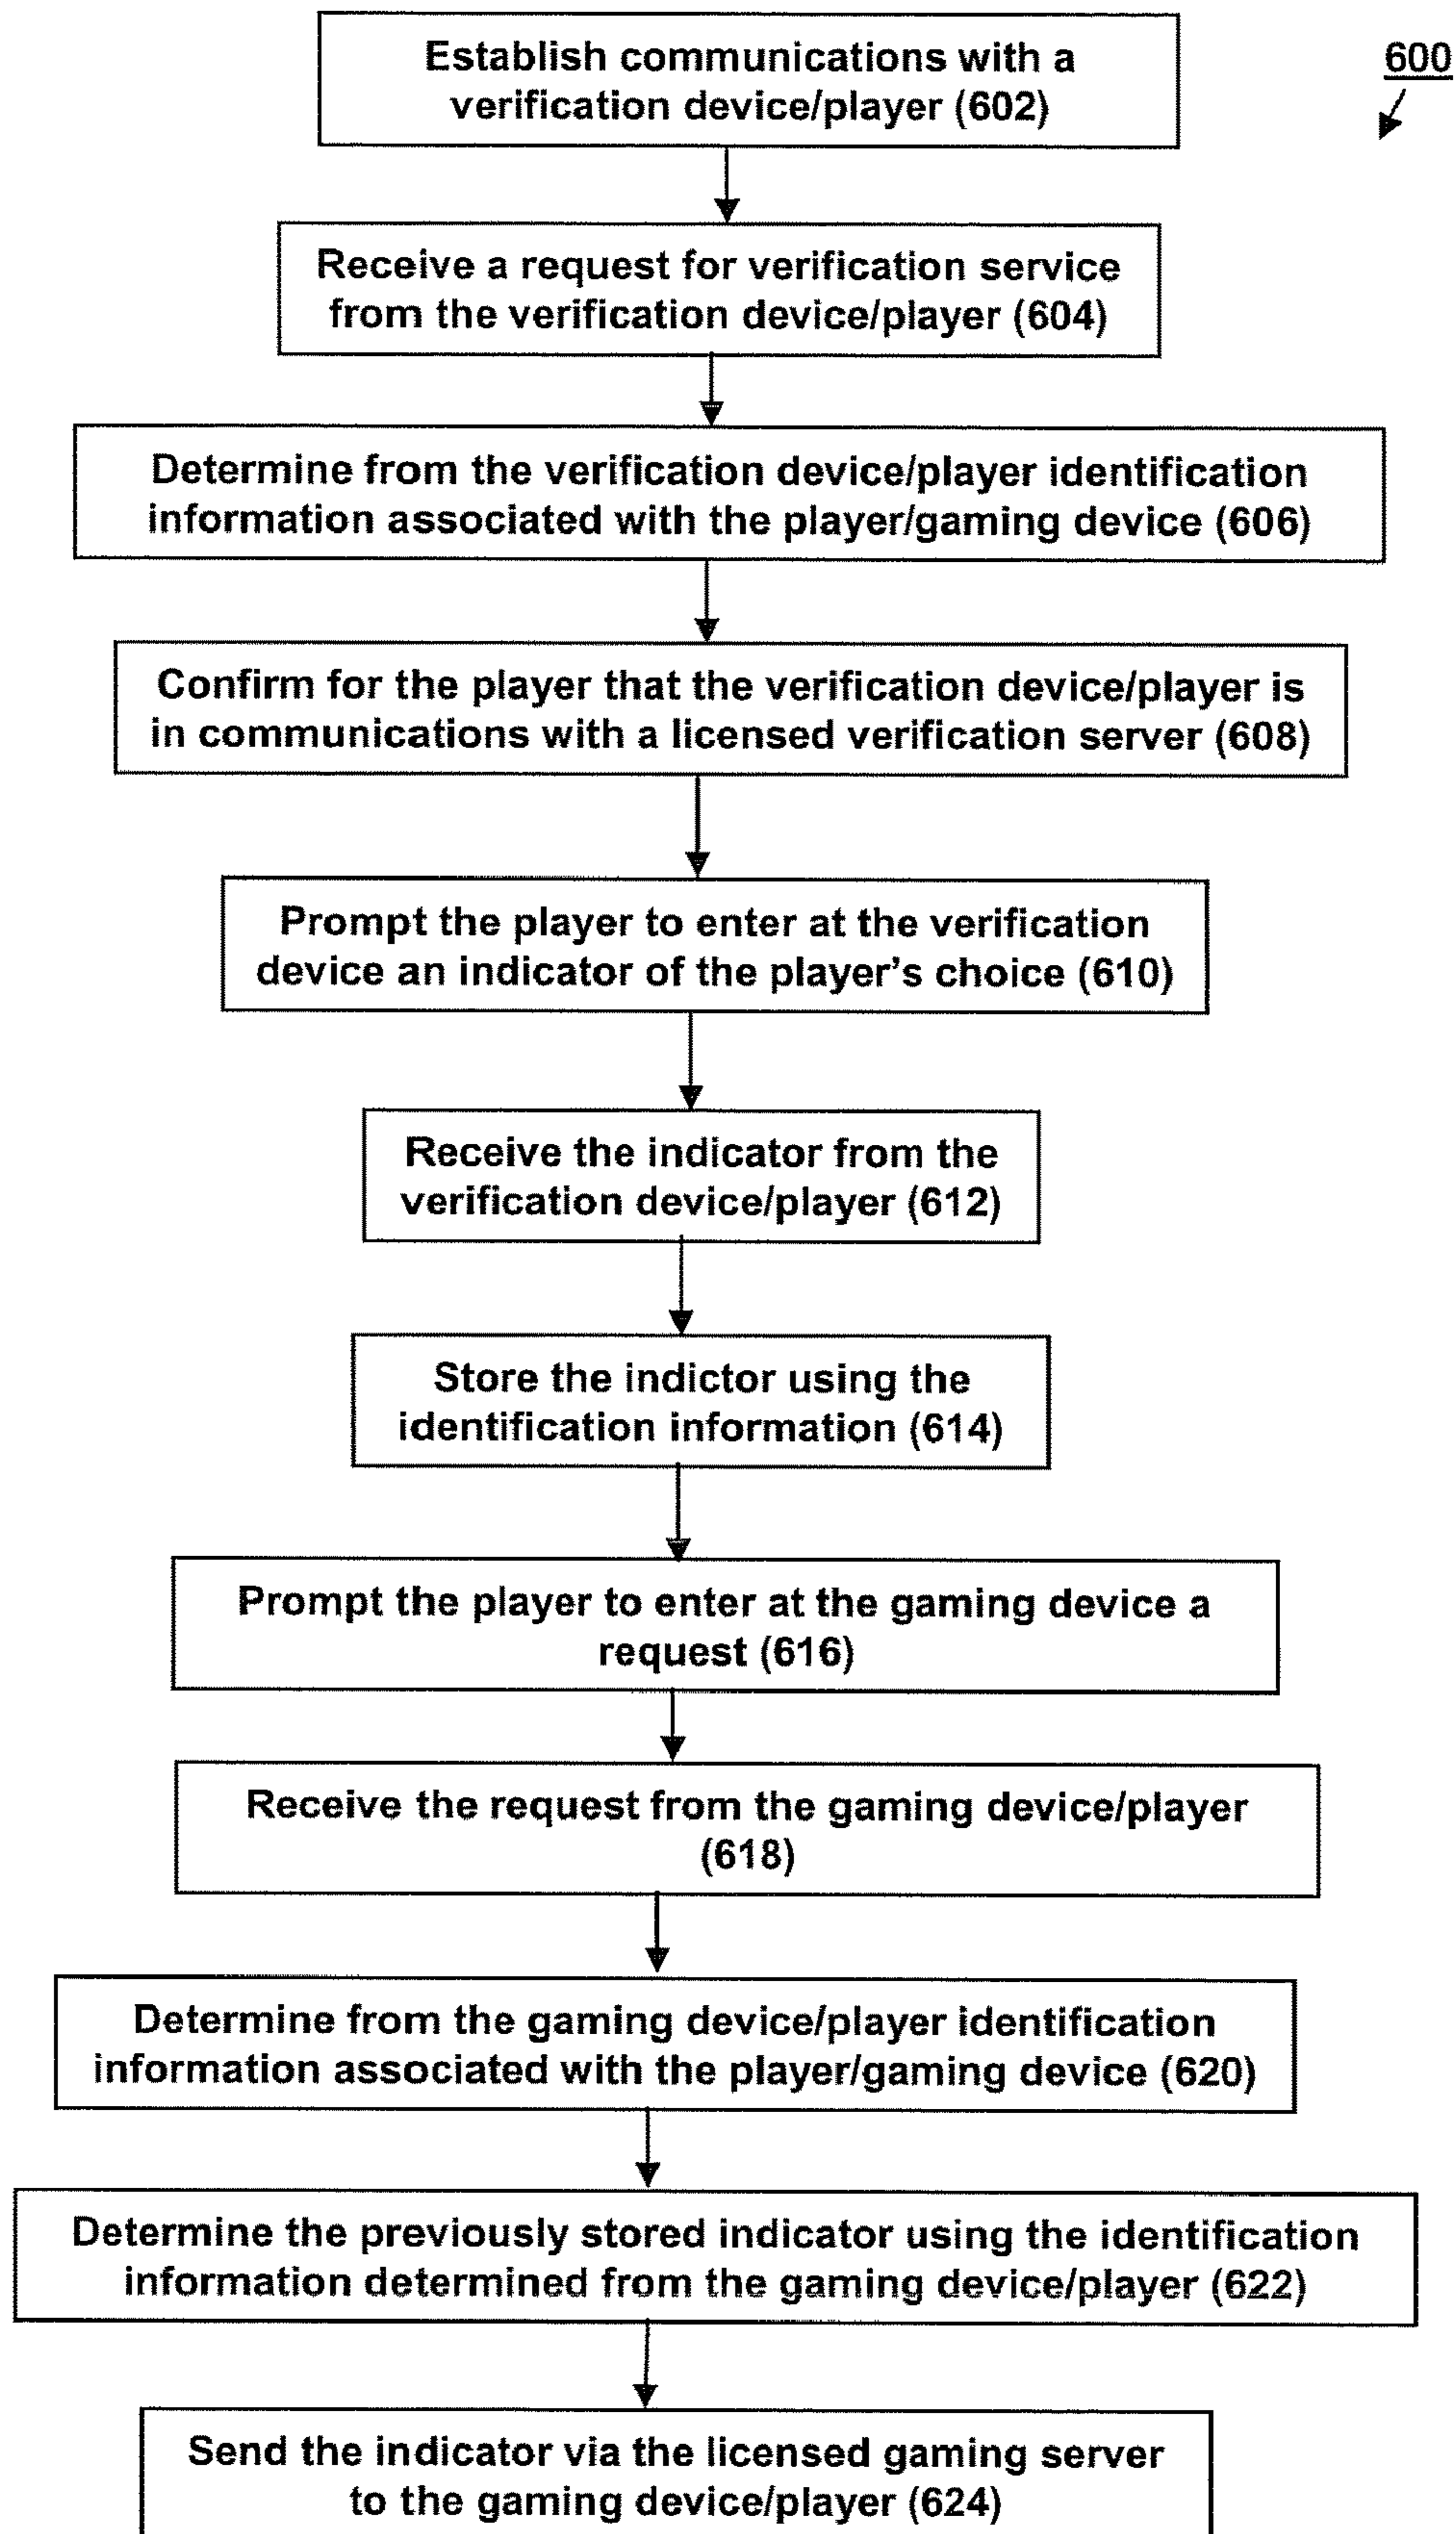 Establish communications with a
verification device/player (602)
600
Receive a request for verification service
from the verification device/player (604)
Determine from the verification device/player identification
information associated with the player/gaming device (606)
Confirm for the player that the verification device/player is
in communications with a licensed verification server (608)
Prompt the player to enter at the verification
device an indicator of the player's choice (610)
Receive the indicator from the
verification device/player (612)
Store the indictor using the
identification information (614)
Prompt the player to enter at the gaming device a
request (616)
Receive the request from the gaming device/player
(618)
Determine from the gaming device/player identification
information associated with the player/gaming device (620)
Determine the previously stored indicator using the identification
information determined from the gaming device/player (622)
Send the indicator via the licensed gaming server
to the gaming device/player (624)